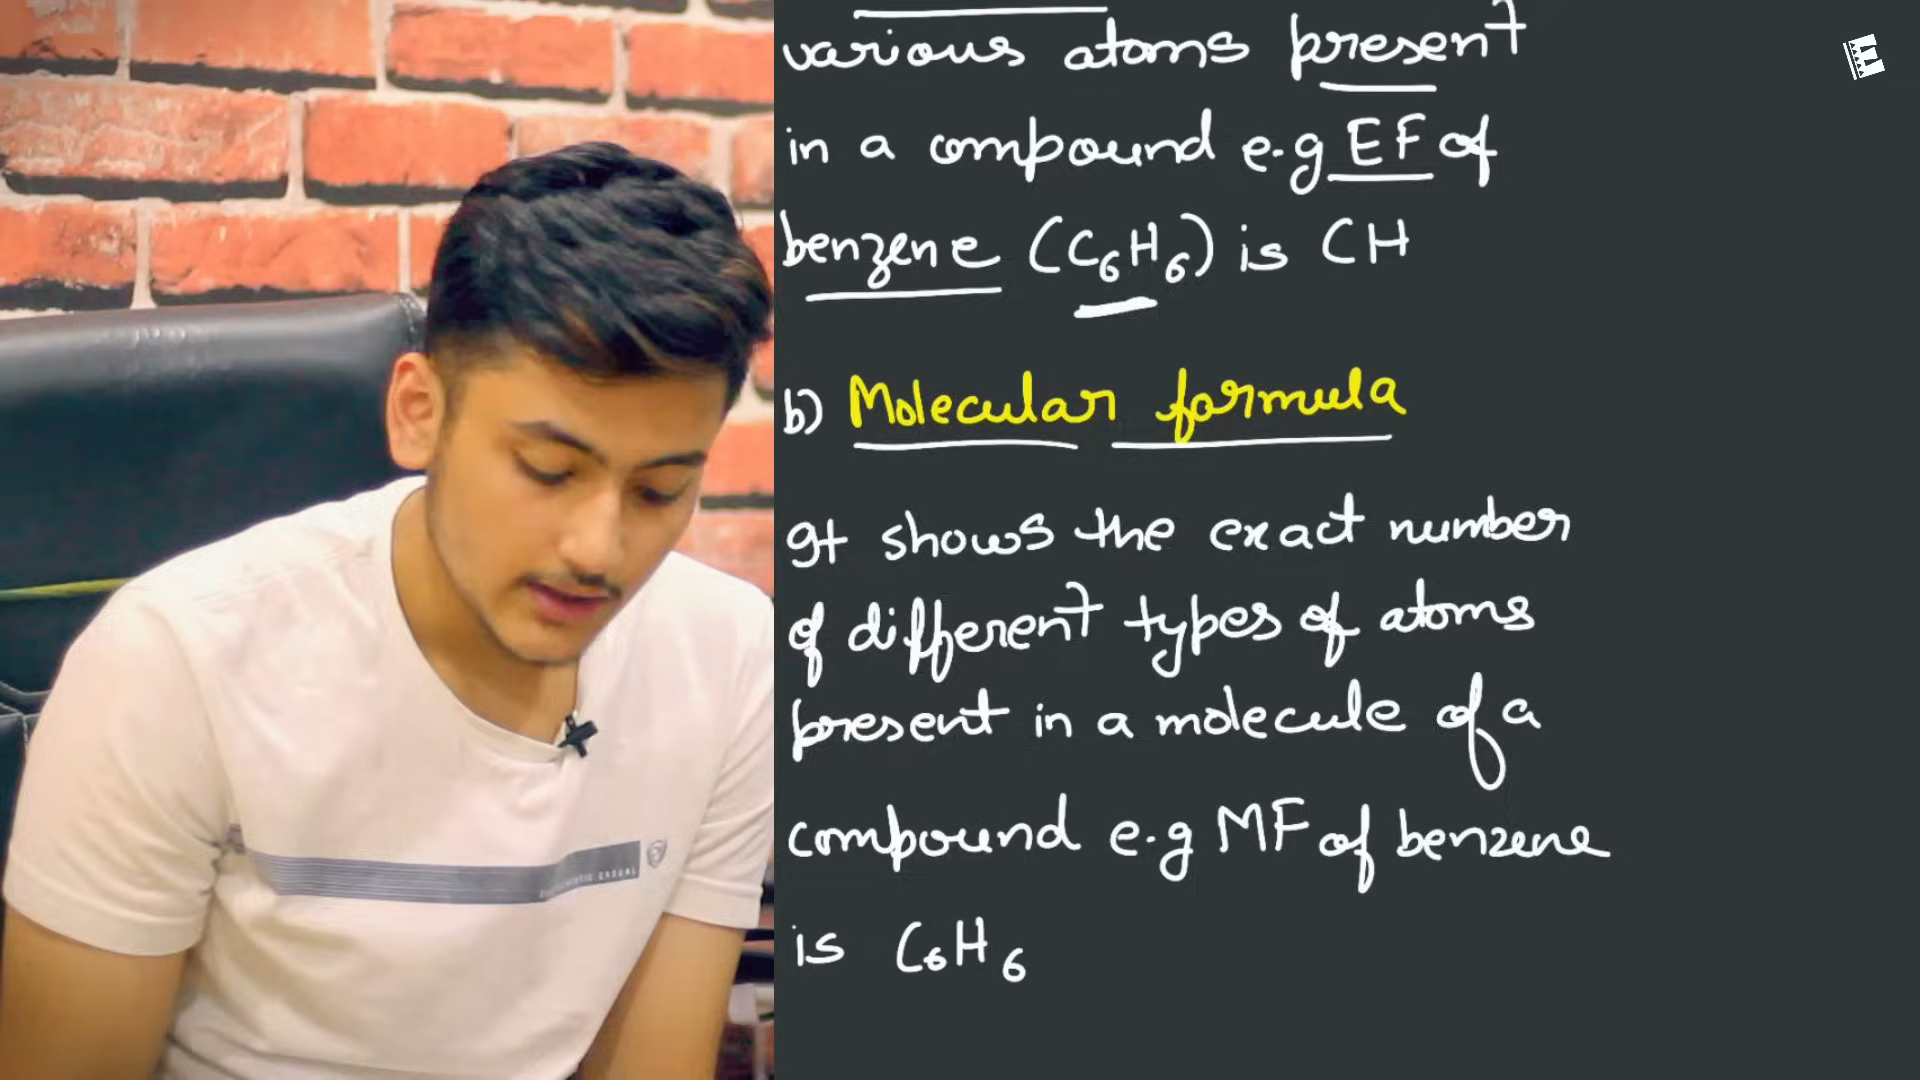 various atoms present
in a compound e.g EF of
benzene (C₆H₆) is CH
b) Molecular formula
It shows the exact number
of different types of atoms
present in a molecule of a
compound e.g MF of benzene
is C₆H₆
E
CASUAL